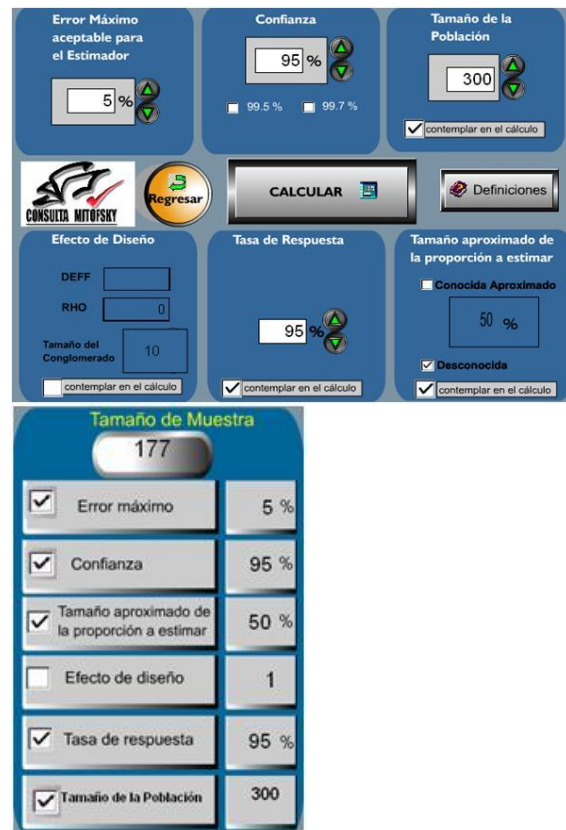 Error Máximo
aceptable para
el Estimador
5 %
Confianza
95 %
99.5 %
99.7 %
Tamaño de la
Población
300
contemplar en el cálculo
CONSULTA MITOFSKY
Regresar
CALCULAR
Definiciones
Efecto de Diseño
DEFF
RHO
0
Tamaño del
Conglomerado
10
contemplar en el cálculo
Tasa de Respuesta
95 %
contemplar en el cálculo
Tamaño aproximado de
la proporción a estimar
Conocida Aproximado
50 %
Desconocida
contemplar en el cálculo
Tamaño de Muestra
177
Error máximo
5 %
Confianza
95 %
Tamaño aproximado de
la proporción a estimar
50 %
Efecto de diseño
1
Tasa de respuesta
95 %
Tamaño de la Población
300